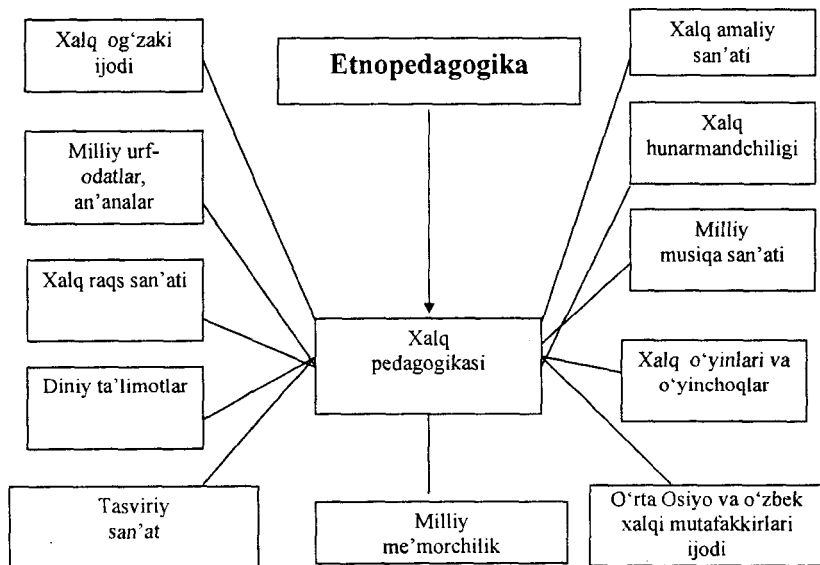 Xalq og‘zaki
ijodi
Etnopedagogika
Xalq amaliy
san’ati
Milliy urf-
odatlar,
an’analar
Xalq
hunarmandchiligi
Milliy
musiqa san’ati
Xalq raqs san’ati
Xalq
pedagogikasi
Xalq o‘yinlari va
o‘yinchoqlar
Diniy ta’limotlar
Tasviriy
san’at
Milliy
me’morchilik
O‘rta Osiyo va o‘zbek
xalqi mutafakkirlari
ijodi